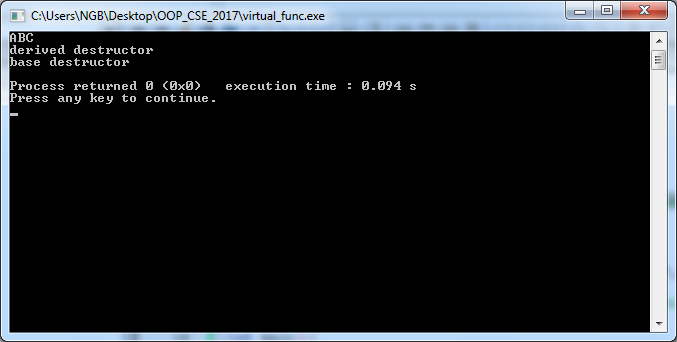 C:\Users\NGB\Desktop\OOP_CSE_2017\virtual_func.exe
ABC
derived destructor
base destructor
Process returned 0 (0x0)   execution time : 0.094 s
Press any key to continue.